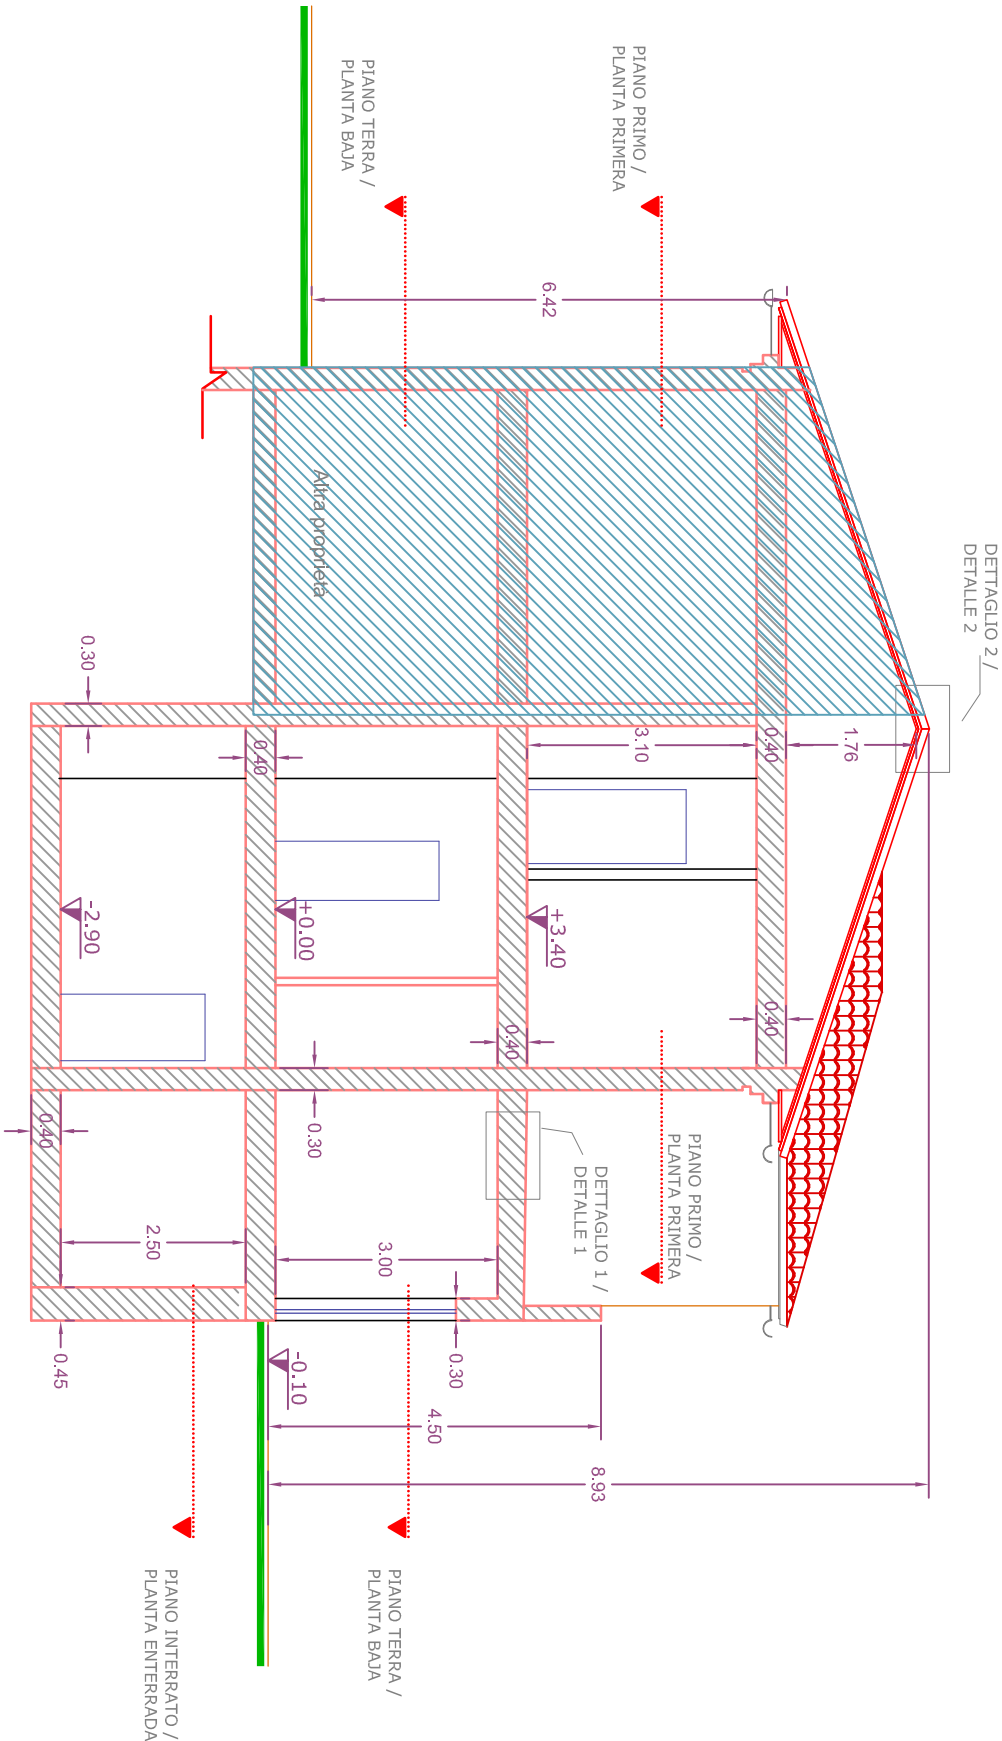 DETTAGLIO 2 /
DETALLE 2
PIANO PRIMO /
PLANTA PRIMERA
PIANO TERRA /
PLANTA BAJA
6.42
Altra proprietà
1.76
0.40
3.10
0.40
0.30
+3.40
+0.00
-2.90
0.40
0.40
0.30
0.40
PIANO PRIMO /
PLANTA PRIMERA
DETTAGLIO 1 /
DETALLE 1
3.00
2.50
0.30
0.45
-0.10
4.50
8.93
PIANO TERRA /
PLANTA BAJA
PIANO INTERRATO /
PLANTA ENTERRADA